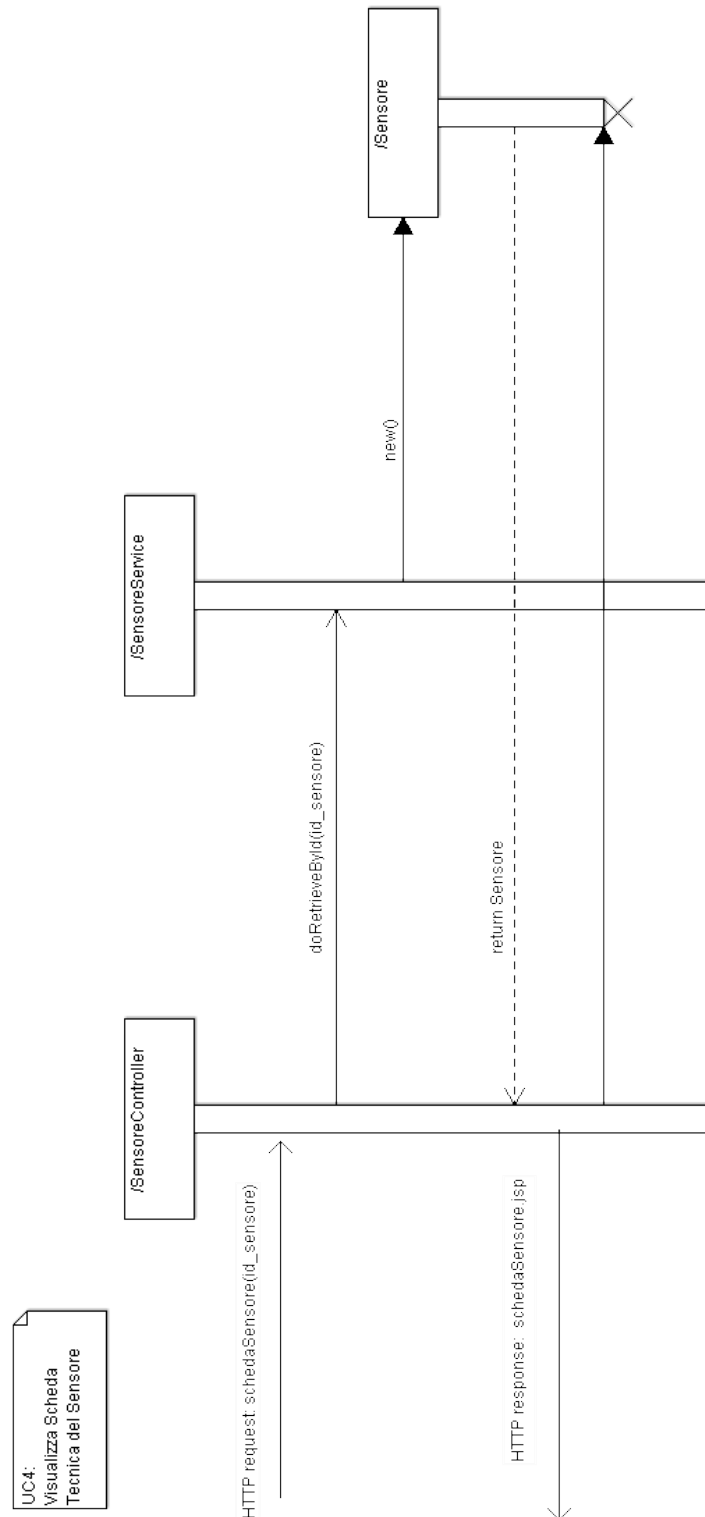 UC4:
Visualizza Scheda
Tecnica del Sensore
/SensoreController
/SensoreService
/Sensore
HTTP request: schedaSensore(id_sensore)
doRetrieveById(id_sensore)
new()
return Sensore
HTTP response: schedaSensore.jsp